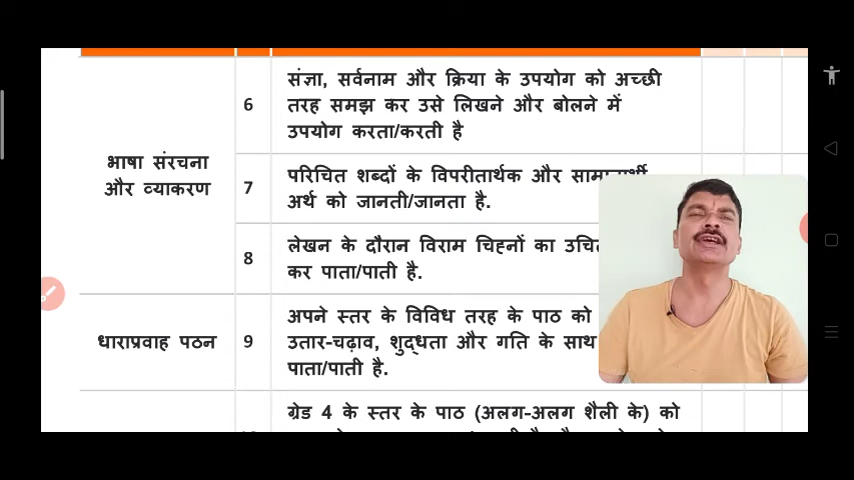 6
संज्ञा, सर्वनाम और क्रिया के उपयोग को अच्छी
तरह समझ कर उसे लिखने और बोलने में
उपयोग करता/करती है
भाषा संरचना
और व्याकरण
7
परिचित शब्दों के विपरीतार्थक और
अर्थ को जानती/जानता है.
8
लेखन के दौरान विराम चिह्नों का
कर पाता/पाती है.
धाराप्रवाह पठन
9
अपने स्तर के विविध तरह के पाठ को
उतार-चढ़ाव, शुद्धता और गति के साथ
पाता/पाती है.
ग्रेड 4 के स्तर के पाठ (अलग-अलग शैली के) को